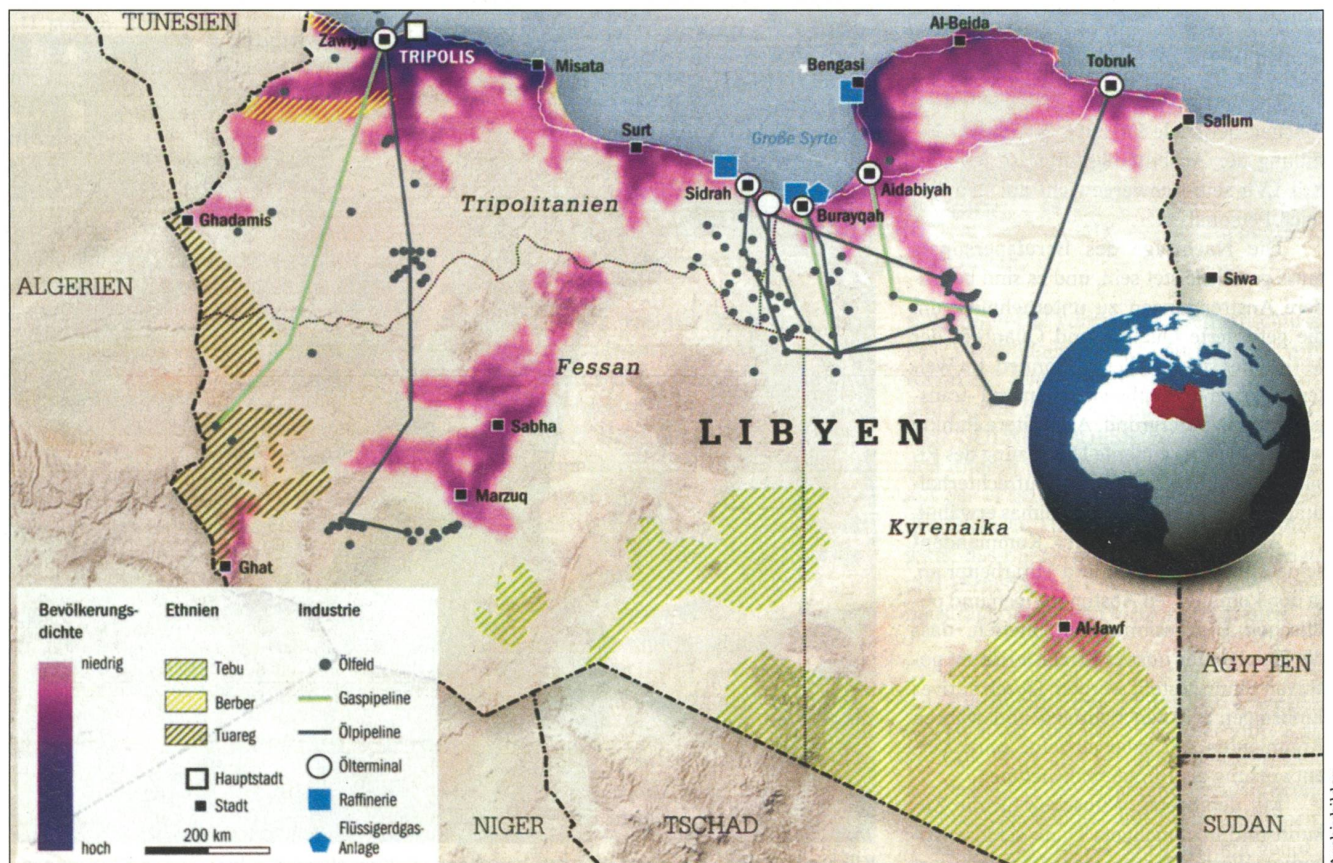 TUNESIEN
Zawiya
TRIPOLIS
Misata
Al-Beida
Bengasi
Tobruk
Sallum
Große Syrte
Surt
Sidrah
Burayqah
Aidabiyah
Tripolitanien
Ghadamis
ALGERIEN
Siwa
Fessan
Sabha
LIBYEN
Marzuq
Kyrenaika
Ghat
Al-Jawf
ÄGYPTEN
NIGER
TSCHAD
SUDAN
Bevölkerungs-
dichte
niedrig
hoch
Ethnien
Tebu
Berber
Tuareg
Hauptstadt
Stadt
200 km
Industrie
Ölfeld
Gaspipeline
Ölpipeline
Ölterminal
Raffinerie
Flüssigerdgas-
Anlage